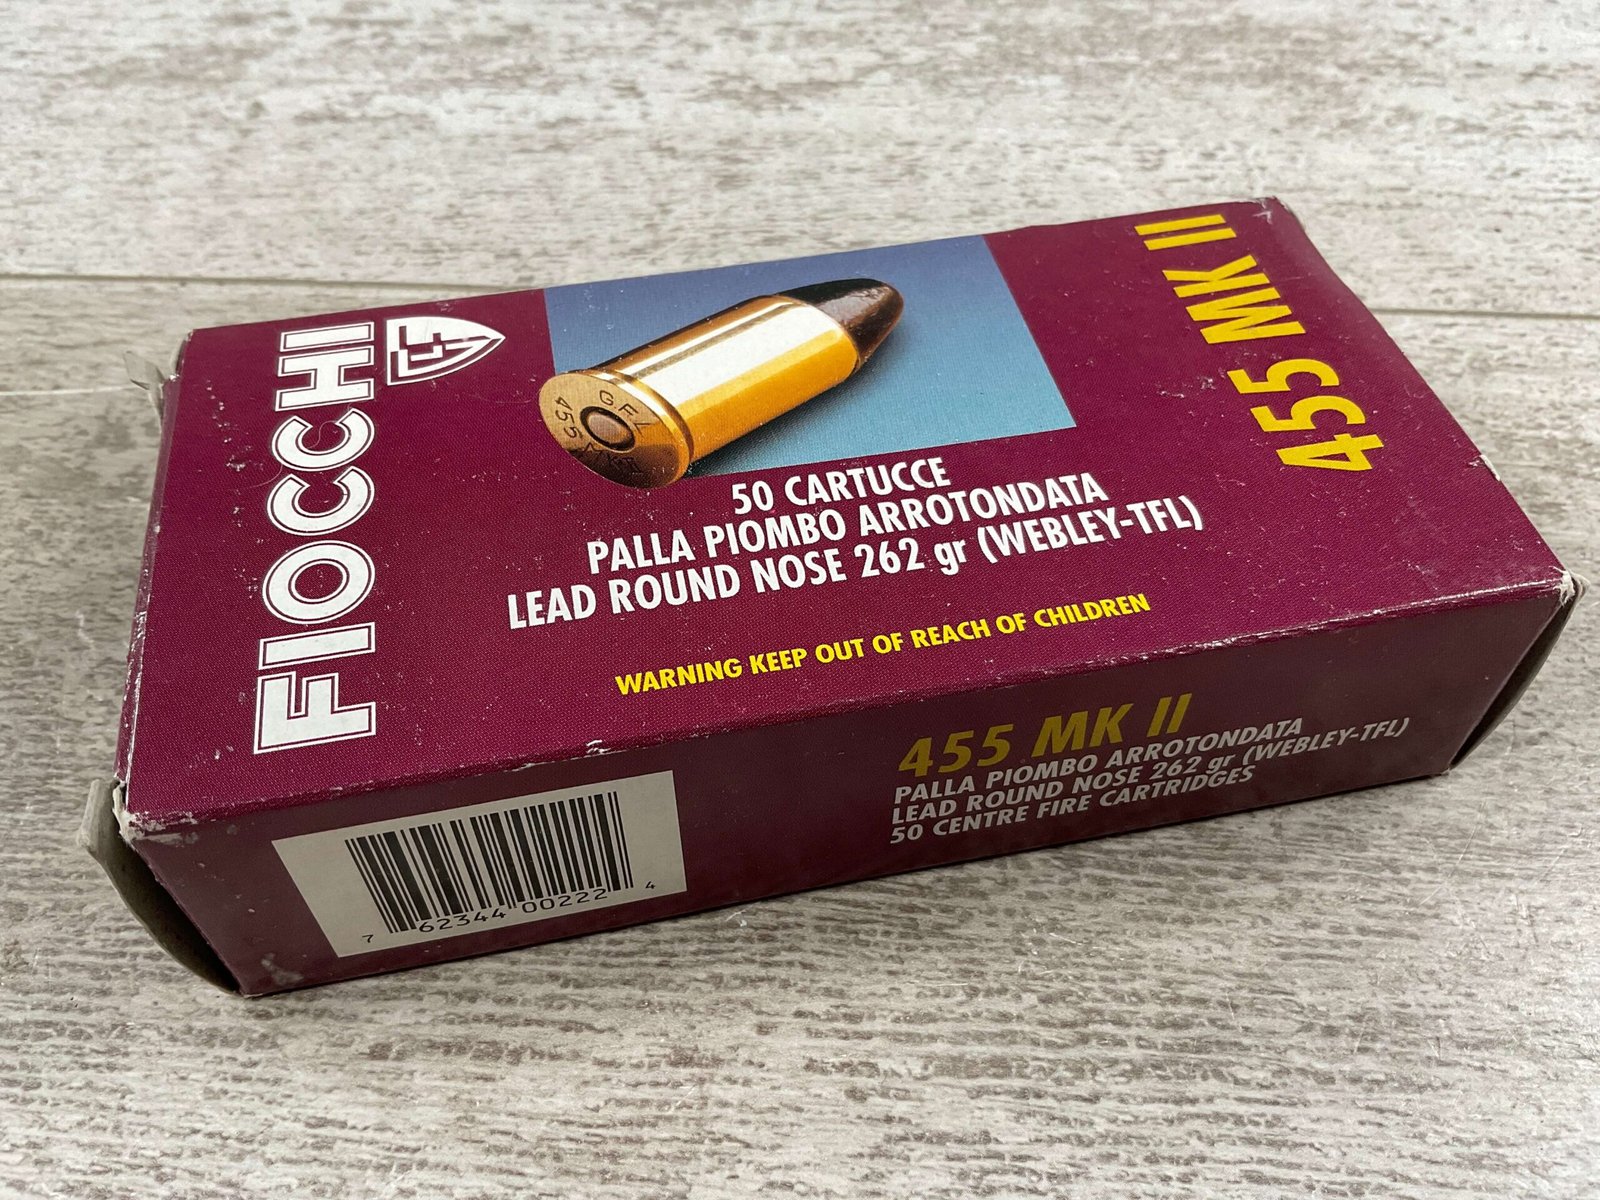 FIOCCHI
GFL
455
455 MK II
50 CARTUCCE
PALLA PIOMBO ARROTONDATA
LEAD ROUND NOSE 262 gr (WEBLEY-TFL)
WARNING KEEP OUT OF REACH OF CHILDREN
455 MK II
PALLA PIOMBO ARROTONDATA
LEAD ROUND NOSE 262 gr (WEBLEY-TFL)
50 CENTRE FIRE CARTRIDGES
7 62344 00222 4